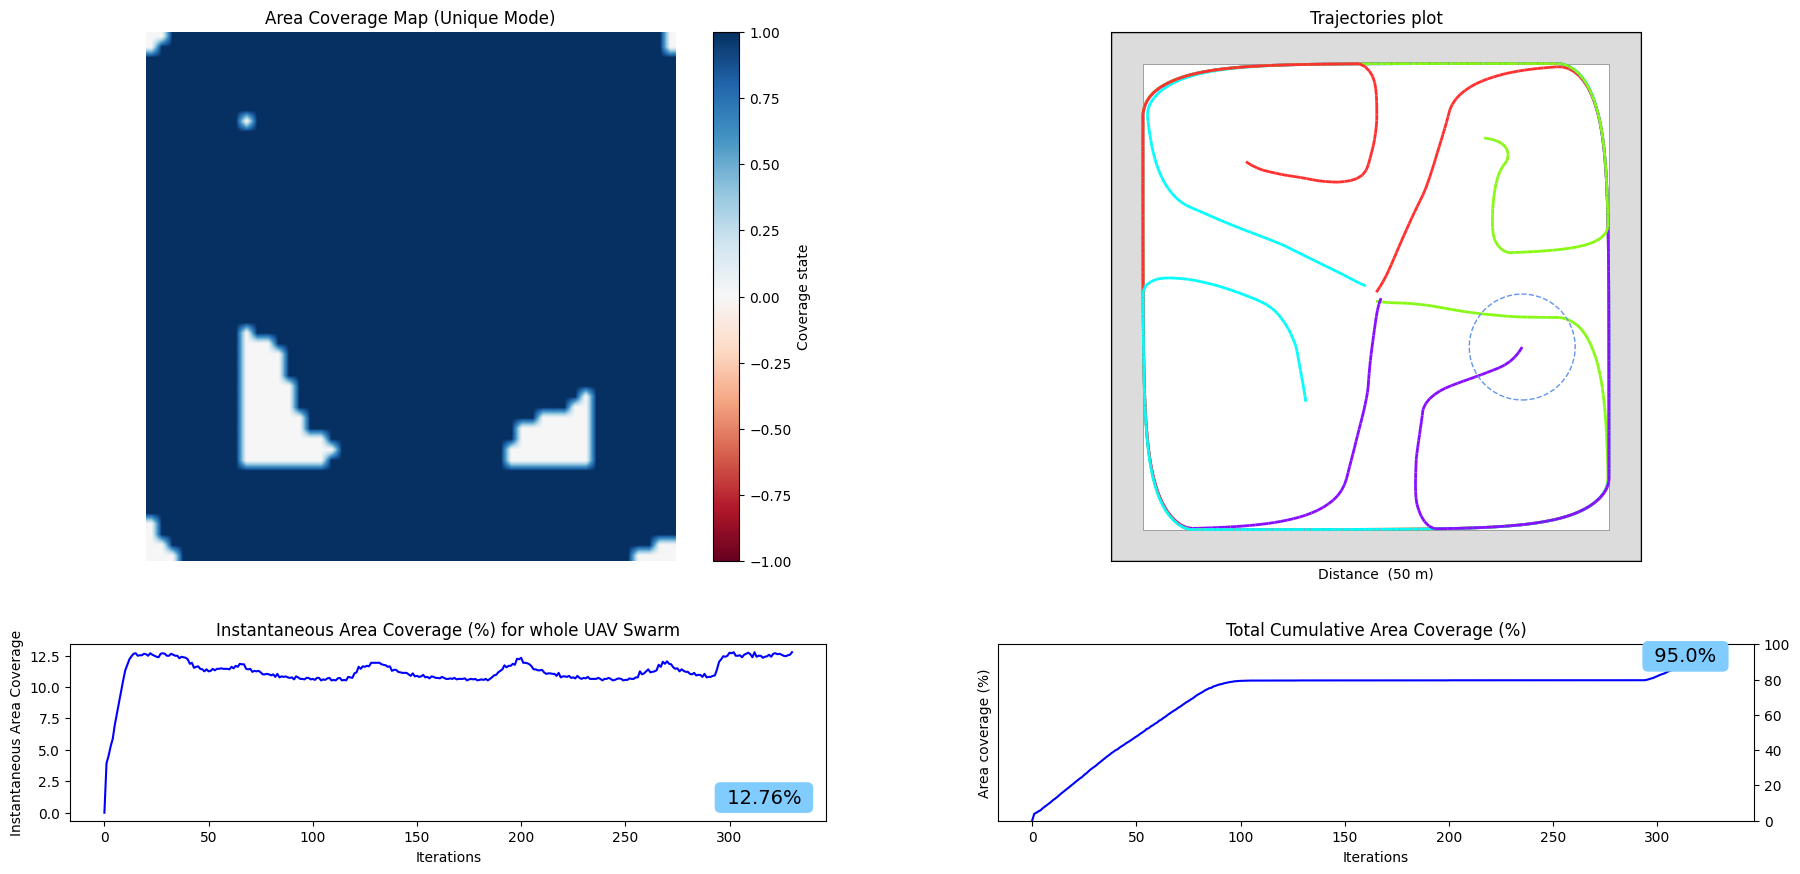 Area Coverage Map (Unique Mode)
1.00
0.75
0.50
0.25
0.00
−0.25
−0.50
−0.75
−1.00
Coverage state
Trajectories plot
Distance  (50 m)
Instantaneous Area Coverage (%) for whole UAV Swarm
Instantaneous Area Coverage
12.5
10.0
7.5
5.0
2.5
0.0
12.76%
0 50 100 150 200 250 300
Iterations
Total Cumulative Area Coverage (%)
Area coverage (%)
95.0%
100
80
60
40
20
0
0 50 100 150 200 250 300
Iterations